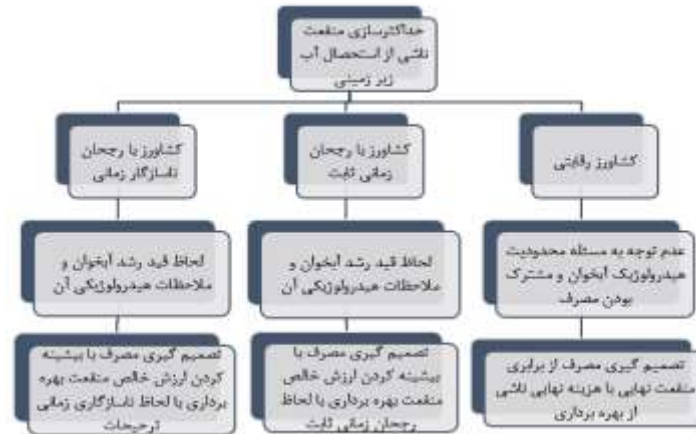 حداکثرسازی منفعت
ناشی از استحصال آب
زیر زمینی
کشاورز رقابتی
کشاورز با رجحان
زمانی ثابت
کشاورز با رجحان
ناسازگار زمانی
عدم توجه به مسئله محدودیت
هیدرولوژیک آبخوان و مشترک
بودن مصرف
لحاظ قید رشد آبخوان و
ملاحظات هیدرولوژیکی آن
لحاظ قید رشد آبخوان و
ملاحظات هیدرولوژیکی آن
تصمیم گیری مصرف از برابری
منفعت نهایی با هزینه نهایی ناشی
از بهره برداری
تصمیم گیری مصرف با
بیشینه کردن ارزش خالص
منفعت بهره برداری با لحاظ
رجحان زمانی ثابت
تصمیم گیری مصرف با بیشینه
کردن ارزش خالص منفعت بهره
برداری با لحاظ ناسازگاری زمانی
ترجیحات